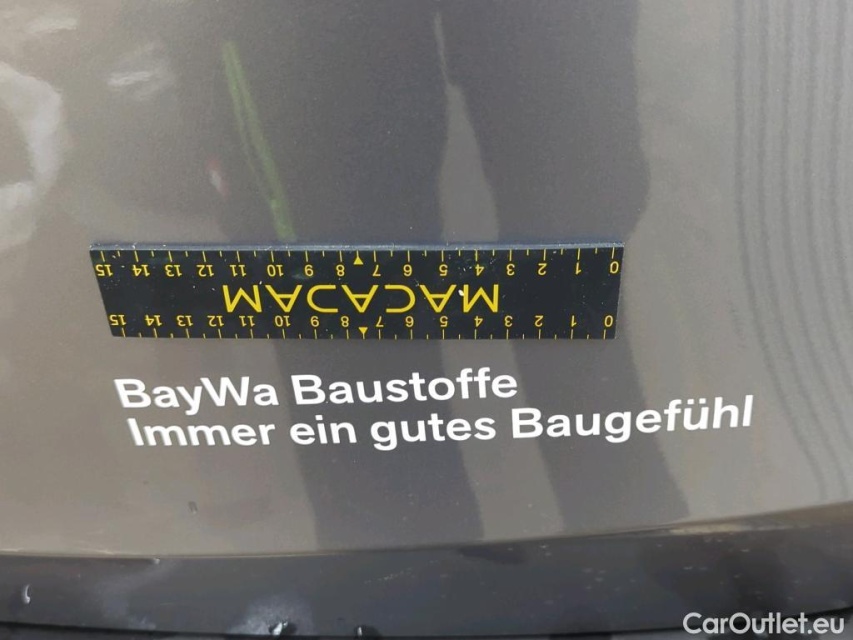 15 14 13 12 11 10 9 8 7 6 5 4 3 2 1 0
MACADAM
15 14 13 12 11 10 9 8 7 6 5 4 3 2 1 0
BayWa Baustoffe
Immer ein gutes Baugefühl
CarOutlet.eu